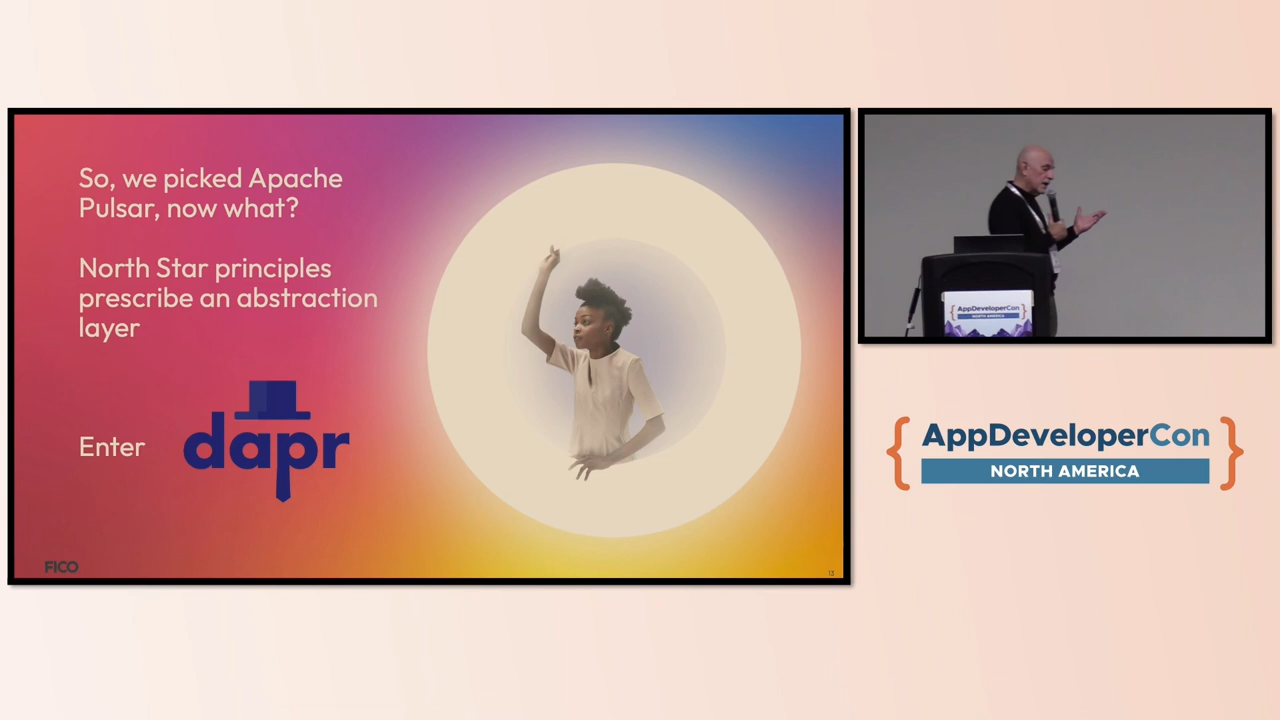 So, we picked Apache
Pulsar, now what?
North Star principles
prescribe an abstraction
layer
Enter
dapr
FICO
13
AppDeveloperCon
NORTH AMERICA
{ AppDeveloperCon }
NORTH AMERICA